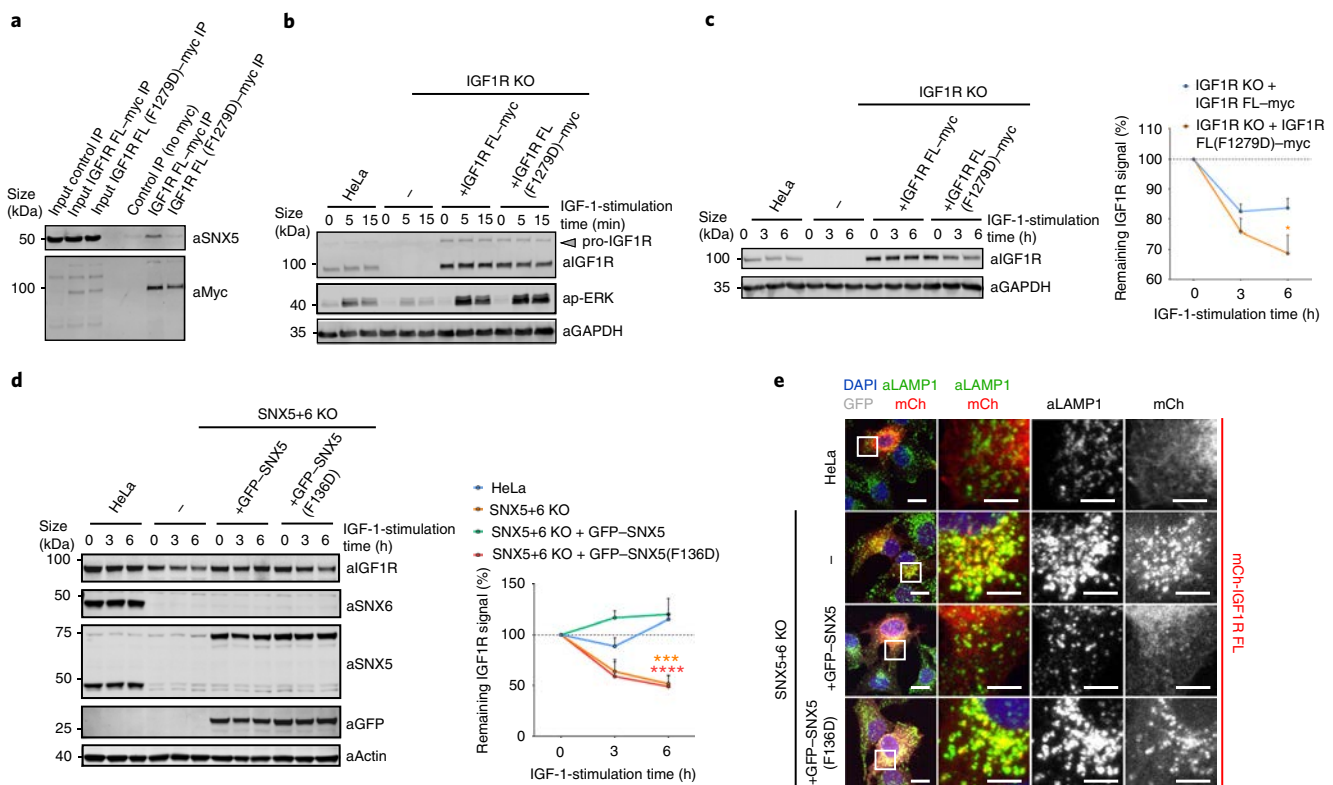 a
Input control IP
Input IGF1R FL–myc IP
Input IGF1R FL (F1279D)–myc IP
Control IP (no myc)
IGF1R FL–myc IP
IGF1R FL (F1279D)–myc IP
Size
(kDa)
50
aSNX5
100
aMyc
b
IGF1R KO
HeLa
–
+IGF1R FL–myc
+IGF1R FL
(F1279D)–myc
Size
(kDa)
0 5 15 0 5 15 0 5 15 0 5 15
IGF-1-stimulation
time (min)
pro-IGF1R
100
aIGF1R
40
ap-ERK
35
aGAPDH
c
IGF1R KO
HeLa
–
+IGF1R FL–myc
+IGF1R FL
(F1279D)–myc
Size
(kDa)
0 3 6 0 3 6 0 3 6 0 3 6
IGF-1-stimulation
time (h)
100
aIGF1R
35
aGAPDH
IGF1R KO +
IGF1R FL–myc
IGF1R KO + IGF1R
FL(F1279D)–myc
Remaining IGF1R signal (%)
110
100
90
80
70
60
*
0 3 6
IGF-1-stimulation time (h)
d
SNX5+6 KO
HeLa
–
+GFP–SNX5
+GFP–SNX5
(F136D)
Size
(kDa)
0 3 6 0 3 6 0 3 6 0 3 6
IGF-1-stimulation
time (h)
100
aIGF1R
50
aSNX6
75
aSNX5
50
25
aGFP
40
aActin
HeLa
SNX5+6 KO
SNX5+6 KO + GFP–SNX5
SNX5+6 KO + GFP–SNX5(F136D)
Remaining IGF1R signal (%)
150
100
50
0
***
****
0 3 6
IGF-1-stimulation time (h)
e
DAPI aLAMP1 aLAMP1
GFP mCh mCh aLAMP1 mCh
HeLa
SNX5+6 KO
–
+GFP–SNX5
+GFP–SNX5
(F136D)
mCh-IGF1R FL